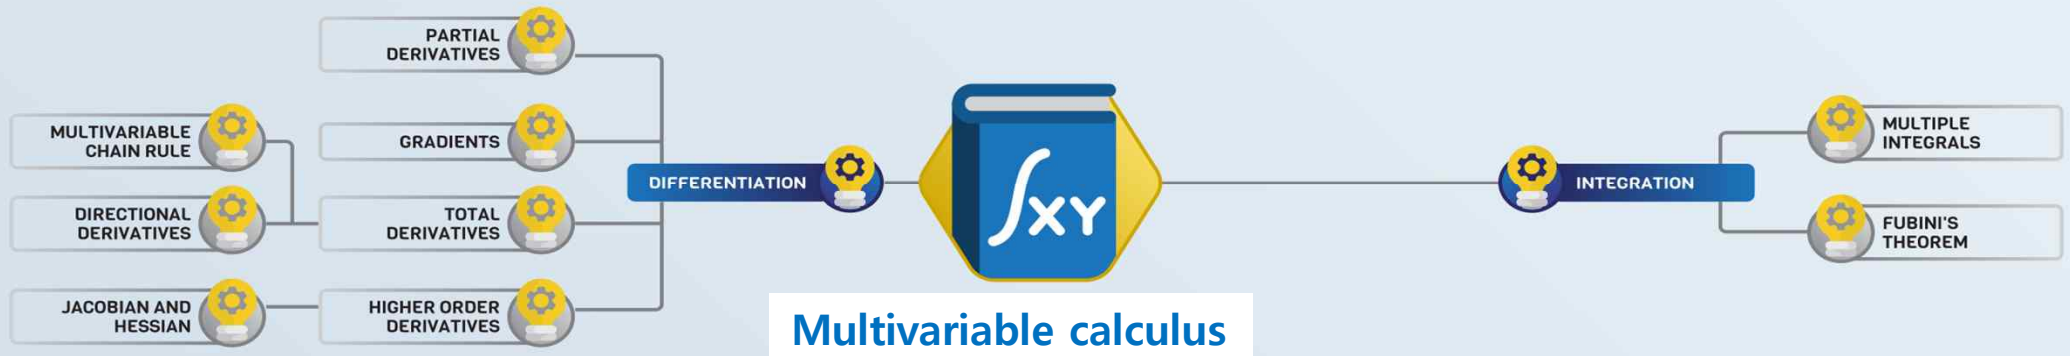 PARTIAL
DERIVATIVES
MULTIVARIABLE
CHAIN RULE
GRADIENTS
DIFFERENTIATION
DIRECTIONAL
DERIVATIVES
TOTAL
DERIVATIVES
JACOBIAN AND
HESSIAN
HIGHER ORDER
DERIVATIVES
∫XY
Multivariable calculus
INTEGRATION
MULTIPLE
INTEGRALS
FUBINI'S
THEOREM